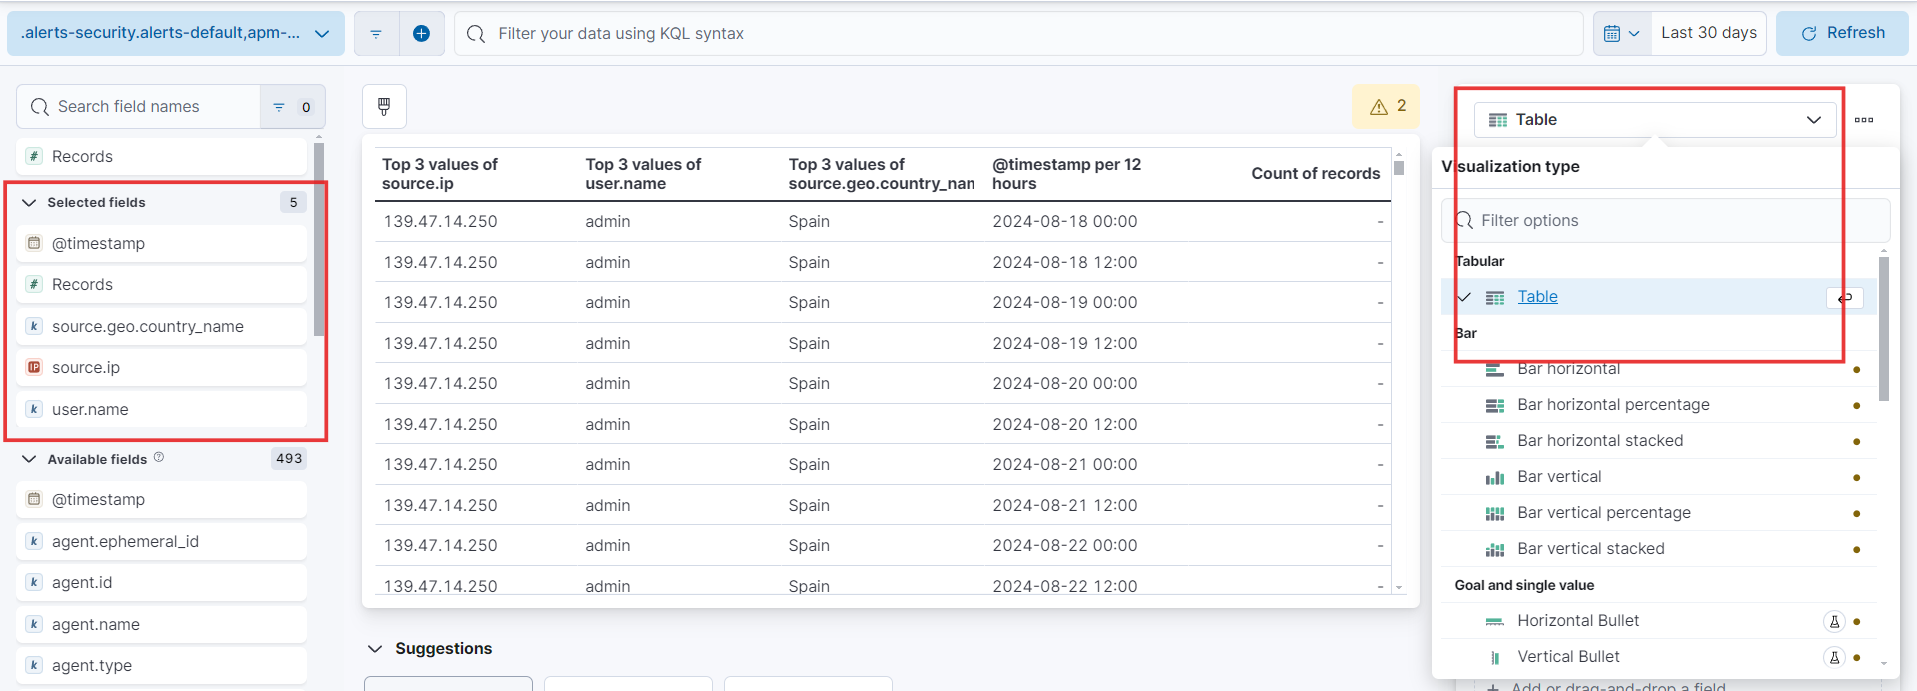 .alerts-security.alerts-default,apm-...
Filter your data using KQL syntax
Last 30 days
Refresh
Search field names
0
Records
Selected fields
5
@timestamp
Records
source.geo.country_name
source.ip
user.name
Available fields
493
@timestamp
agent.ephemeral_id
agent.id
agent.name
agent.type
2
Top 3 values of source.ip Top 3 values of user.name Top 3 values of source.geo.country_nam @timestamp per 12 hours Count of records
139.47.14.250 admin Spain 2024-08-18 00:00 -
139.47.14.250 admin Spain 2024-08-18 12:00 -
139.47.14.250 admin Spain 2024-08-19 00:00 -
139.47.14.250 admin Spain 2024-08-19 12:00 -
139.47.14.250 admin Spain 2024-08-20 00:00 -
139.47.14.250 admin Spain 2024-08-20 12:00 -
139.47.14.250 admin Spain 2024-08-21 00:00 -
139.47.14.250 admin Spain 2024-08-21 12:00 -
139.47.14.250 admin Spain 2024-08-22 00:00 -
139.47.14.250 admin Spain 2024-08-22 12:00 -
Suggestions
Table
Visualization type
Filter options
Tabular
Table
Bar
Bar horizontal
Bar horizontal percentage
Bar horizontal stacked
Bar vertical
Bar vertical percentage
Bar vertical stacked
Goal and single value
Horizontal Bullet
Vertical Bullet
Add or drag-and-drop a field